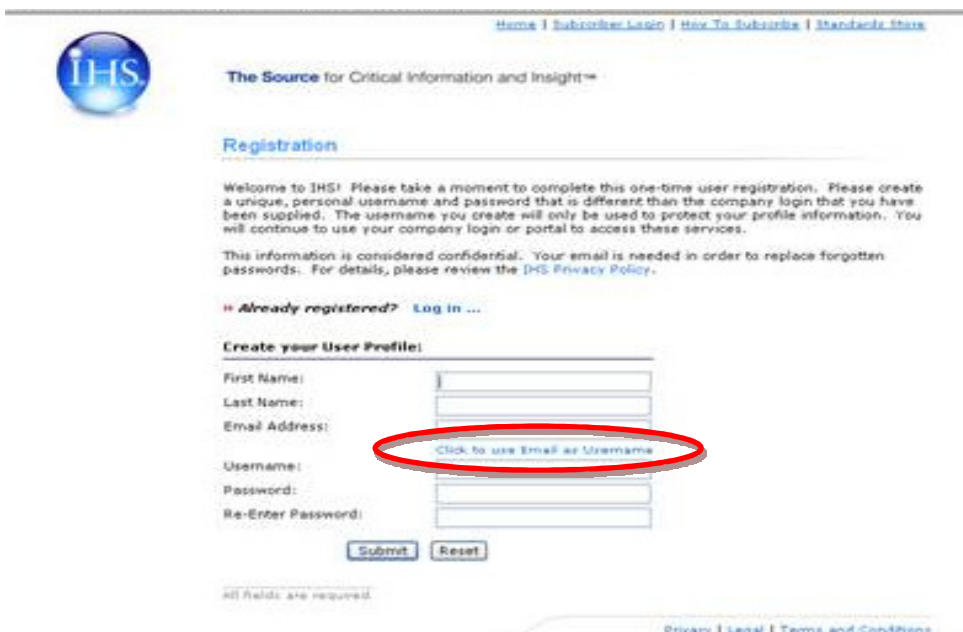 Home | Subscriber Login | How To Subscribe | Standards Store
IHS
The Source for Critical Information and Insight™
Registration
Welcome to IHS! Please take a moment to complete this one-time user registration. Please create
a unique, personal username and password that is different than the company login that you have
been supplied. The username you create will only be used to protect your profile information. You
will continue to use your company login or portal to access these services.
This information is considered confidential. Your email is needed in order to replace forgotten
passwords. For details, please review the IHS Privacy Policy.
» Already registered? Log in ...
Create your User Profile:
First Name:
Last Name:
Email Address:
Click to use Email as Username
Username:
Password:
Re-Enter Password:
Submit Reset
All fields are required.
Privacy | Legal | Terms and Conditions